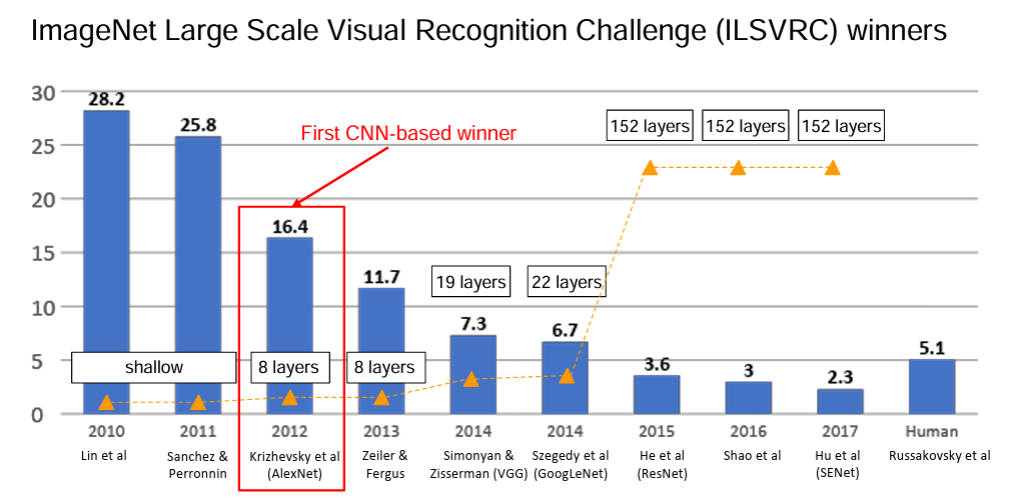 ImageNet Large Scale Visual Recognition Challenge (ILSVRC) winners
30
28.2
25.8
First CNN-based winner
152 layers
152 layers
152 layers
25
20
16.4
15
11.7
19 layers
22 layers
10
7.3
6.7
5
shallow
8 layers
8 layers
3.6
3
2.3
5.1
0
2010
2011
2012
2013
2014
2014
2015
2016
2017
Human
Lin et al
Sanchez &
Perronnin
Krizhevsky et al
(AlexNet)
Zeiler &
Fergus
Simonyan &
Zisserman (VGG)
Szegedy et al
(GoogLeNet)
He et al
(ResNet)
Shao et al
Hu et al
(SENet)
Russakovsky et al